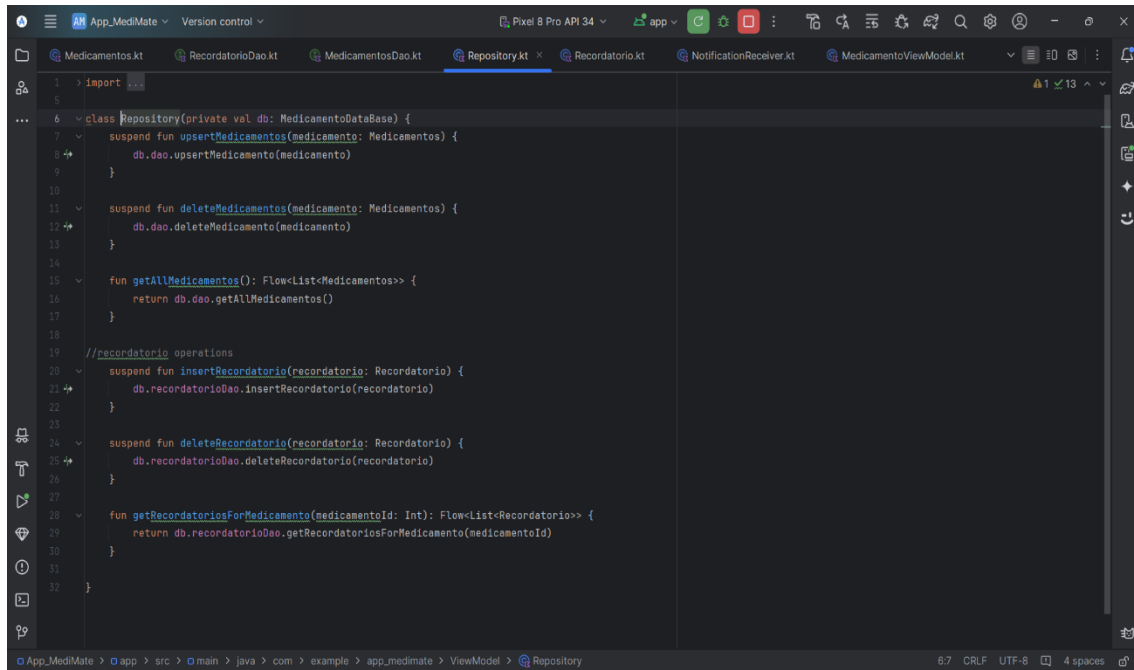 AM App_MediMate Version control Pixel 8 Pro API 34 app
Medicamentos.kt RecordatorioDao.kt MedicamentosDao.kt Repository.kt Recordatorio.kt NotificationReceiver.kt MedicamentoViewModel.kt
1 import ... 1 13
5
6 class Repository(private val db: MedicamentoDataBase) {
7 suspend fun upsertMedicamentos(medicamento: Medicamentos) {
8 db.dao.upsertMedicamento(medicamento)
9 }
10
11 suspend fun deleteMedicamentos(medicamento: Medicamentos) {
12 db.dao.deleteMedicamento(medicamento)
13 }
14
15 fun getAllMedicamentos(): Flow<List<Medicamentos>> {
16 return db.dao.getAllMedicamentos()
17 }
18
19 //recordatorio operations
20 suspend fun insertRecordatorio(recordatorio: Recordatorio) {
21 db.recordatorioDao.insertRecordatorio(recordatorio)
22 }
23
24 suspend fun deleteRecordatorio(recordatorio: Recordatorio) {
25 db.recordatorioDao.deleteRecordatorio(recordatorio)
26 }
27
28 fun getRecordatoriosForMedicamento(medicamentoId: Int): Flow<List<Recordatorio>> {
29 return db.recordatorioDao.getRecordatoriosForMedicamento(medicamentoId)
30 }
31
32 }
App_MediMate > app > src > main > java > com > example > app_medimate > ViewModel > Repository 6:7 CRLF UTF-8 4 spaces